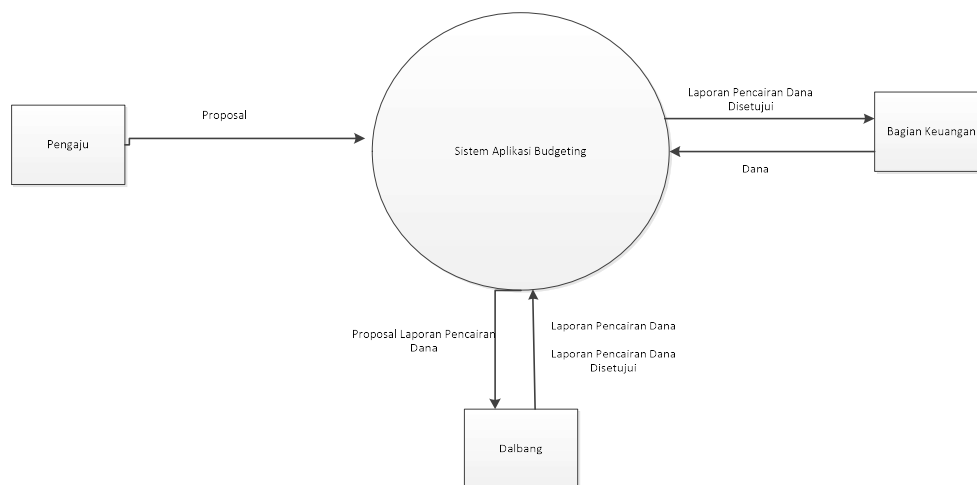 Laporan Pencairan Dana
Disetujui
Proposal
Pengaju
Sistem Aplikasi Budgeting
Bagian Keuangan
Dana
Proposal Laporan Pencairan
Dana
Laporan Pencairan Dana
Laporan Pencairan Dana
Disetujui
Dalbang